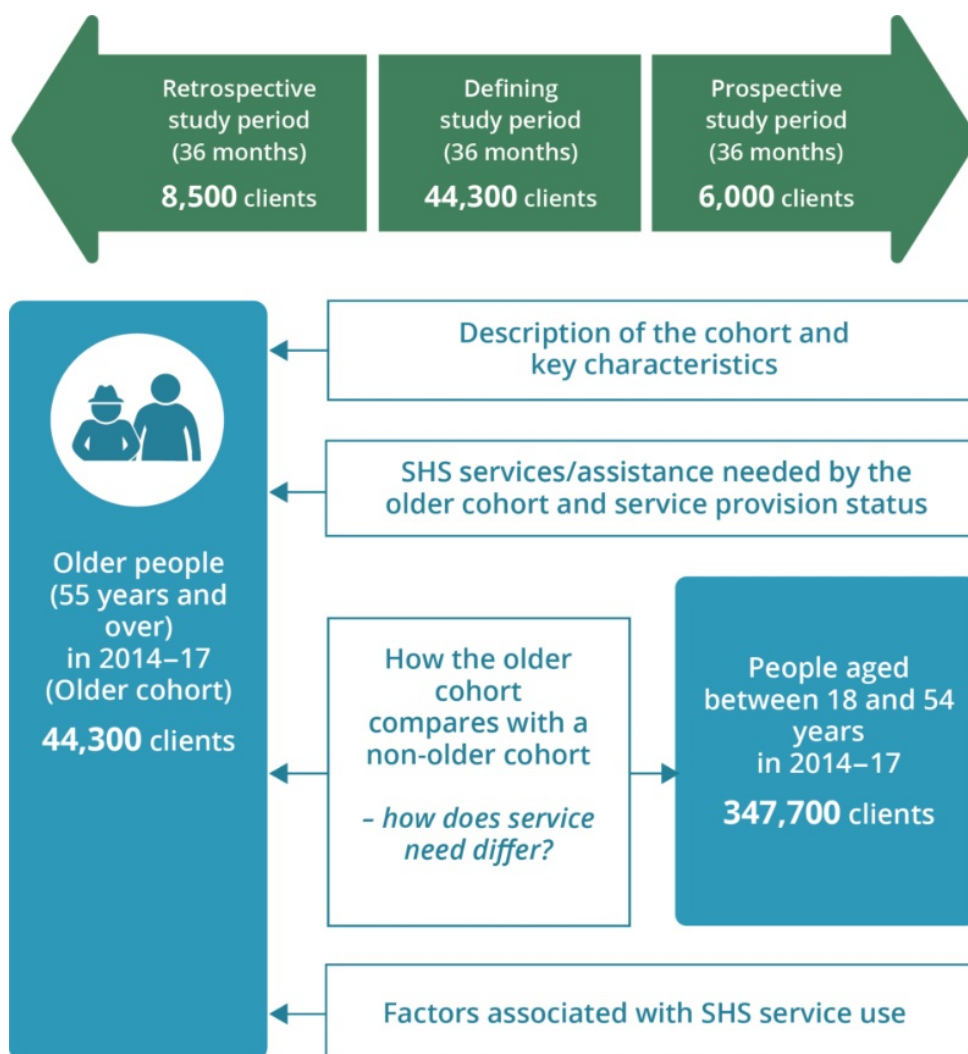 Retrospective
study period
(36 months)
8,500 clients
Defining
study period
(36 months)
44,300 clients
Prospective
study period
(36 months)
6,000 clients
Description of the cohort and
key characteristics
SHS services/assistance needed by the
older cohort and service provision status
Older people
(55 years and
over)
in 2014–17
(Older cohort)
44,300 clients
How the older
cohort
compares with a
non-older cohort
– how does service
need differ?
People aged
between 18 and 54
years
in 2014–17
347,700 clients
Factors associated with SHS service use